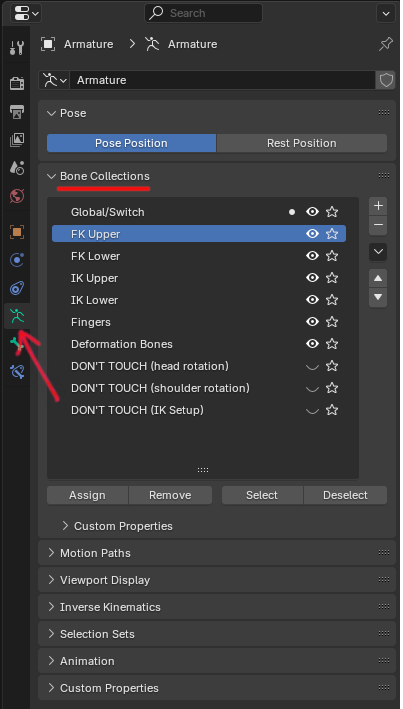 Search
Armature Armature
Armature
Pose
Pose Position Rest Position
Bone Collections
Global/Switch
FK Upper
FK Lower
IK Upper
IK Lower
Fingers
Deformation Bones
DON'T TOUCH (head rotation)
DON'T TOUCH (shoulder rotation)
DON'T TOUCH (IK Setup)
Assign Remove Select Deselect
Custom Properties
Motion Paths
Viewport Display
Inverse Kinematics
Selection Sets
Animation
Custom Properties